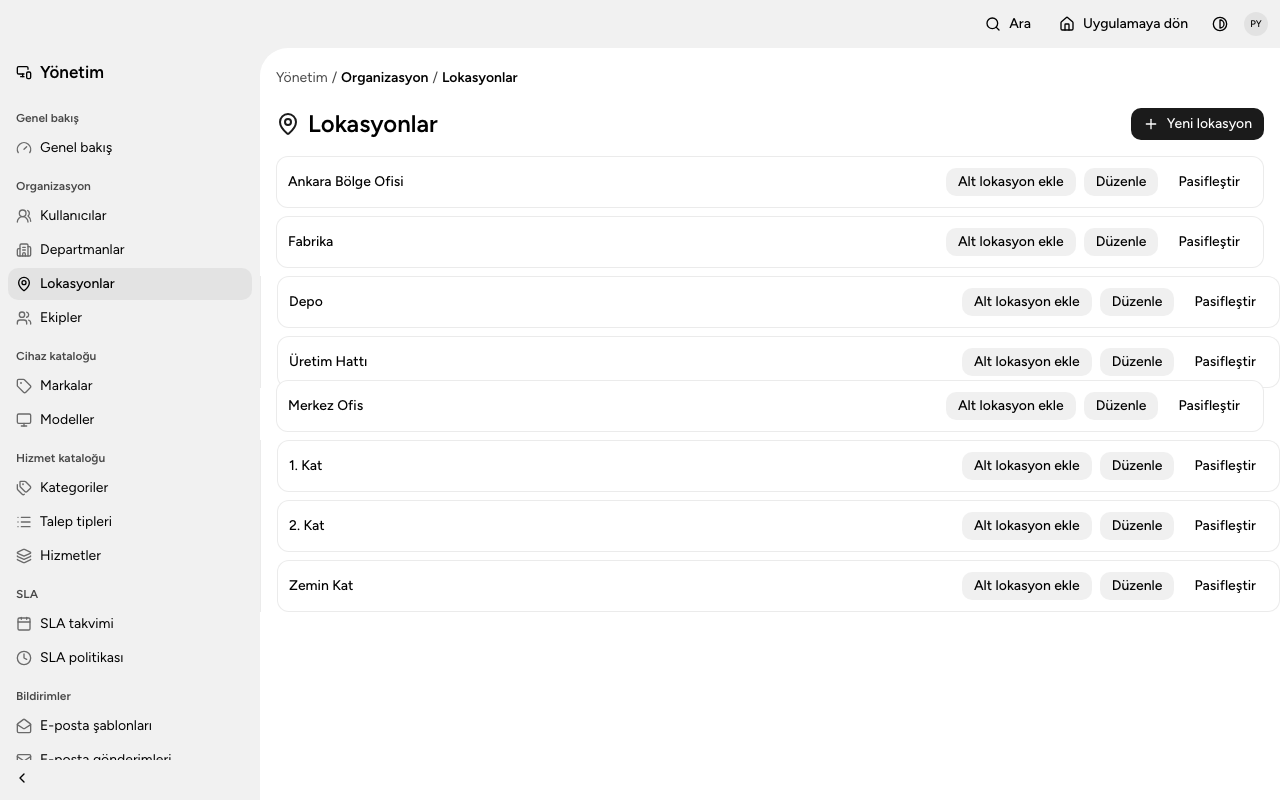 Ara
Uygulamaya dön
PY
Yönetim
Yönetim / Organizasyon / Lokasyonlar
Genel bakış
Genel bakış
Organizasyon
Kullanıcılar
Departmanlar
Lokasyonlar
Ekipler
Cihaz kataloğu
Markalar
Modeller
Hizmet kataloğu
Kategoriler
Talep tipleri
Hizmetler
SLA
SLA takvimi
SLA politikası
Bildirimler
E-posta şablonları
E-posta gönderimleri
Lokasyonlar
Yeni lokasyon
Ankara Bölge Ofisi Alt lokasyon ekle Düzenle Pasifleştir
Fabrika Alt lokasyon ekle Düzenle Pasifleştir
Depo Alt lokasyon ekle Düzenle Pasifleştir
Üretim Hattı Alt lokasyon ekle Düzenle Pasifleştir
Merkez Ofis Alt lokasyon ekle Düzenle Pasifleştir
1. Kat Alt lokasyon ekle Düzenle Pasifleştir
2. Kat Alt lokasyon ekle Düzenle Pasifleştir
Zemin Kat Alt lokasyon ekle Düzenle Pasifleştir